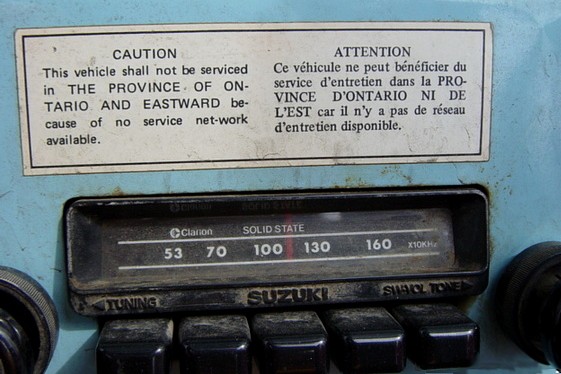 CAUTION
This vehicle shall not be serviced
in THE PROVINCE OF ON-
TARIO AND EASTWARD be-
cause of no service net-work
available.
ATTENTION
Ce véhicule ne peut bénéficier du
service d'entretien dans la PRO-
VINCE D'ONTARIO NI DE
L'EST car il n'y a pas de réseau
d'entretien disponible.
Clarion SOLID STATE
53 70 100 130 160 X10KHz
TUNING SUZUKI SW·VOL TONE